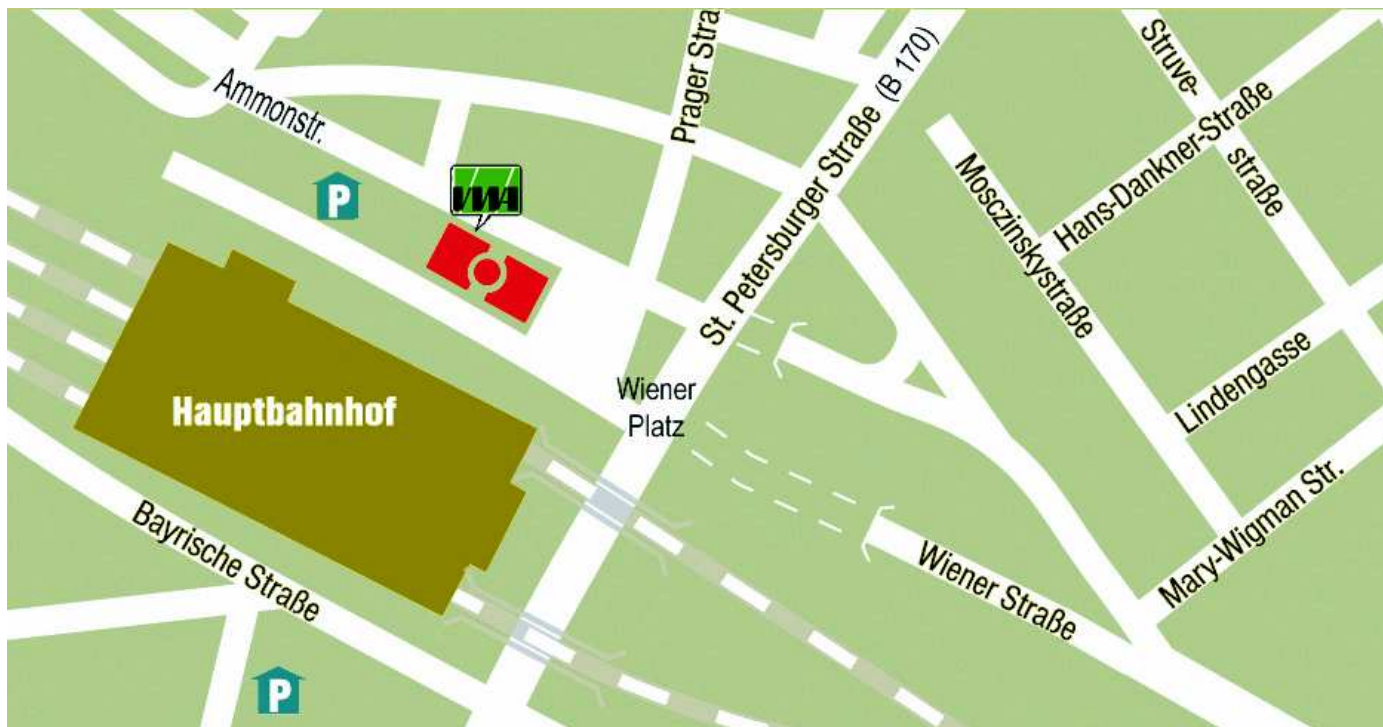 Ammonstr.
Prager Stra
St. Petersburger Straße (B 170)
Struve-
straße
Hans-Dankner-Straße
Mosczinskystraße
P
VWA
Lindengasse
Wiener
Platz
Hauptbahnhof
Mary-Wigman Str.
Bayrische Straße
Wiener Straße
P